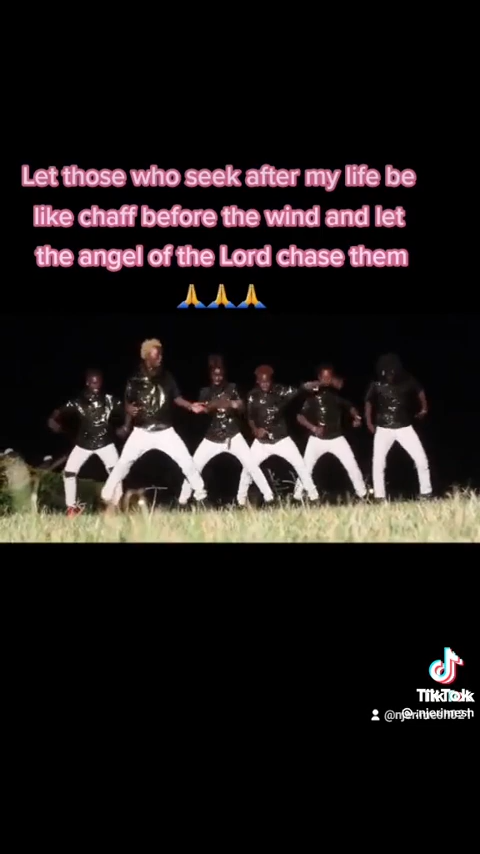 Let those who seek after my life be
like chaff before the wind and let
the angel of the Lord chase them
🙏🙏🙏
TikTok